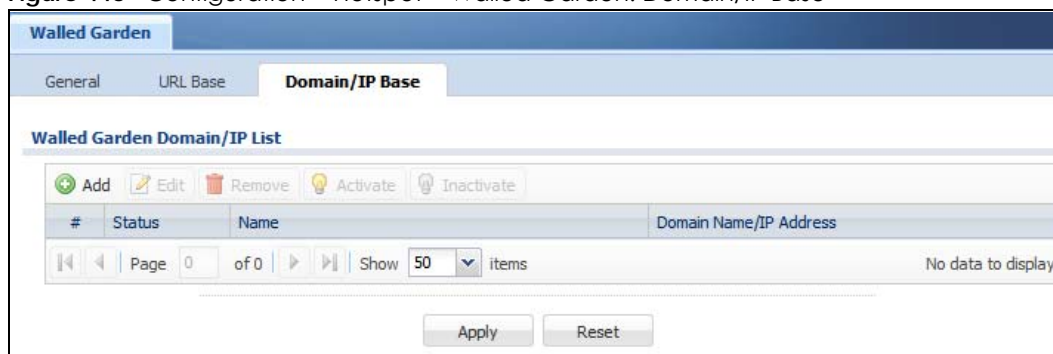 Walled Garden
General URL Base Domain/IP Base
Walled Garden Domain/IP List
Add Edit Remove Activate Inactivate
# Status Name Domain Name/IP Address
Page 0 of 0 Show 50 items No data to display
Apply Reset